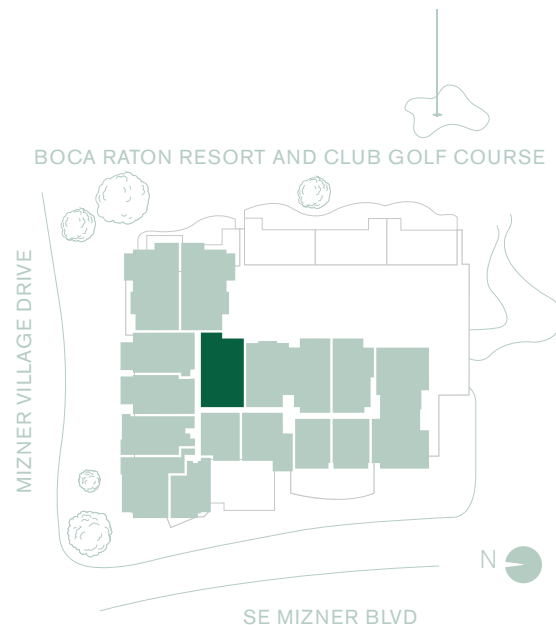 BOCA RATON RESORT AND CLUB GOLF COURSE
MIZNER VILLAGE DRIVE
N
SE MIZNER BLVD